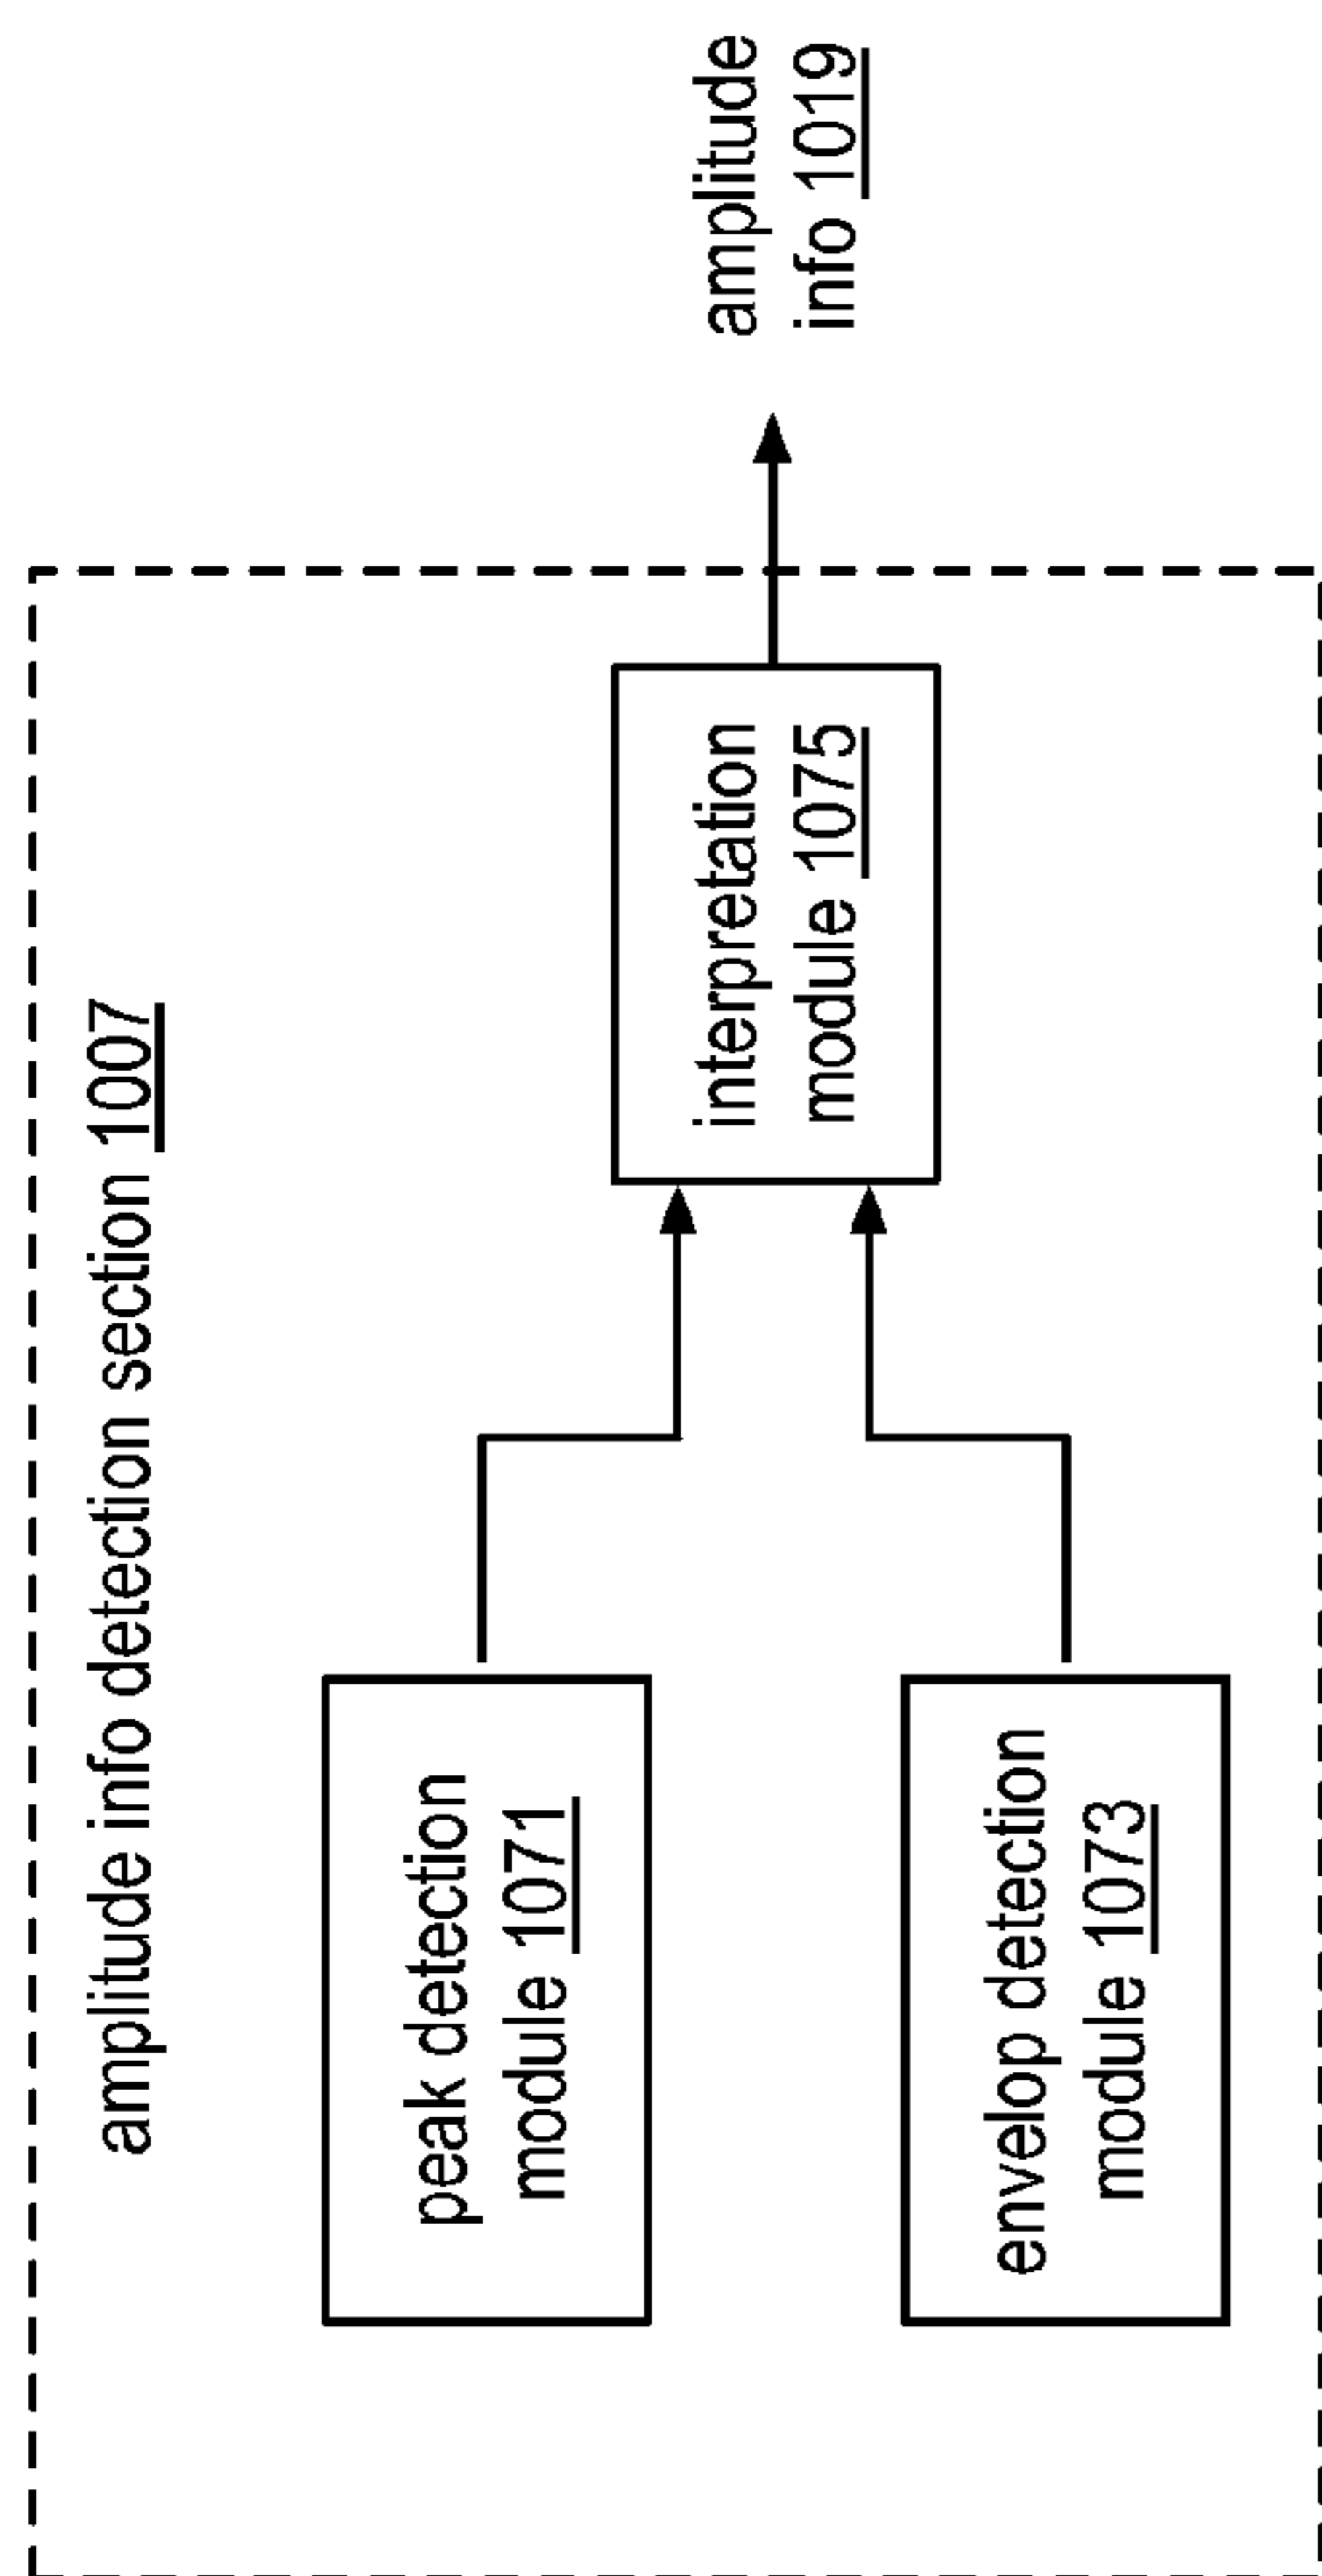 amplitude info detection section 1007
peak detection
module 1071
envelop detection
module 1073
interpretation
module 1075
amplitude
info 1019